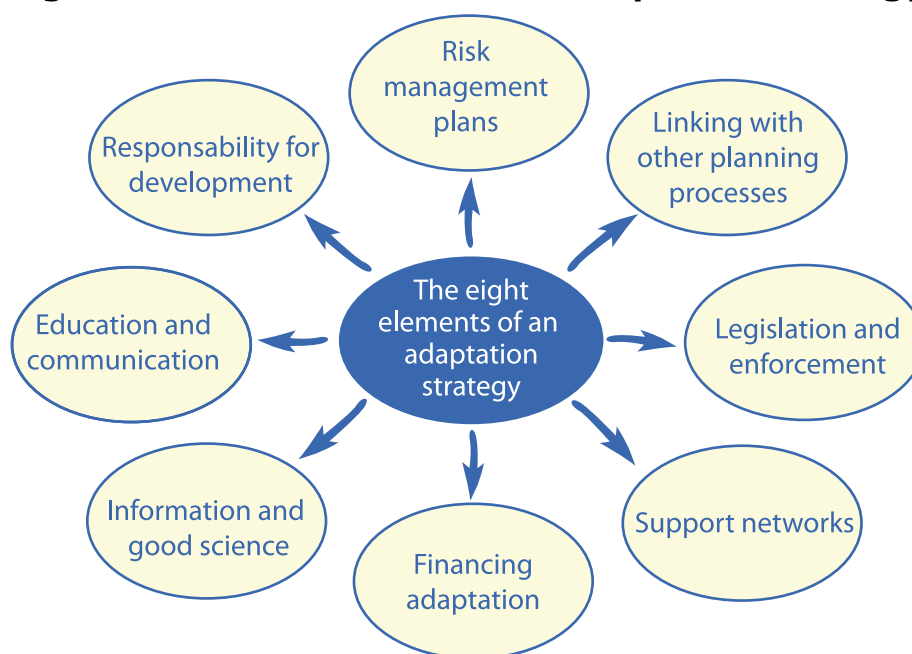 Risk
management
plans
Linking with
other planning
processes
Legislation and
enforcement
Support networks
Financing
adaptation
Information and
good science
Education and
communication
Responsability for
development
The eight
elements of an
adaptation
strategy